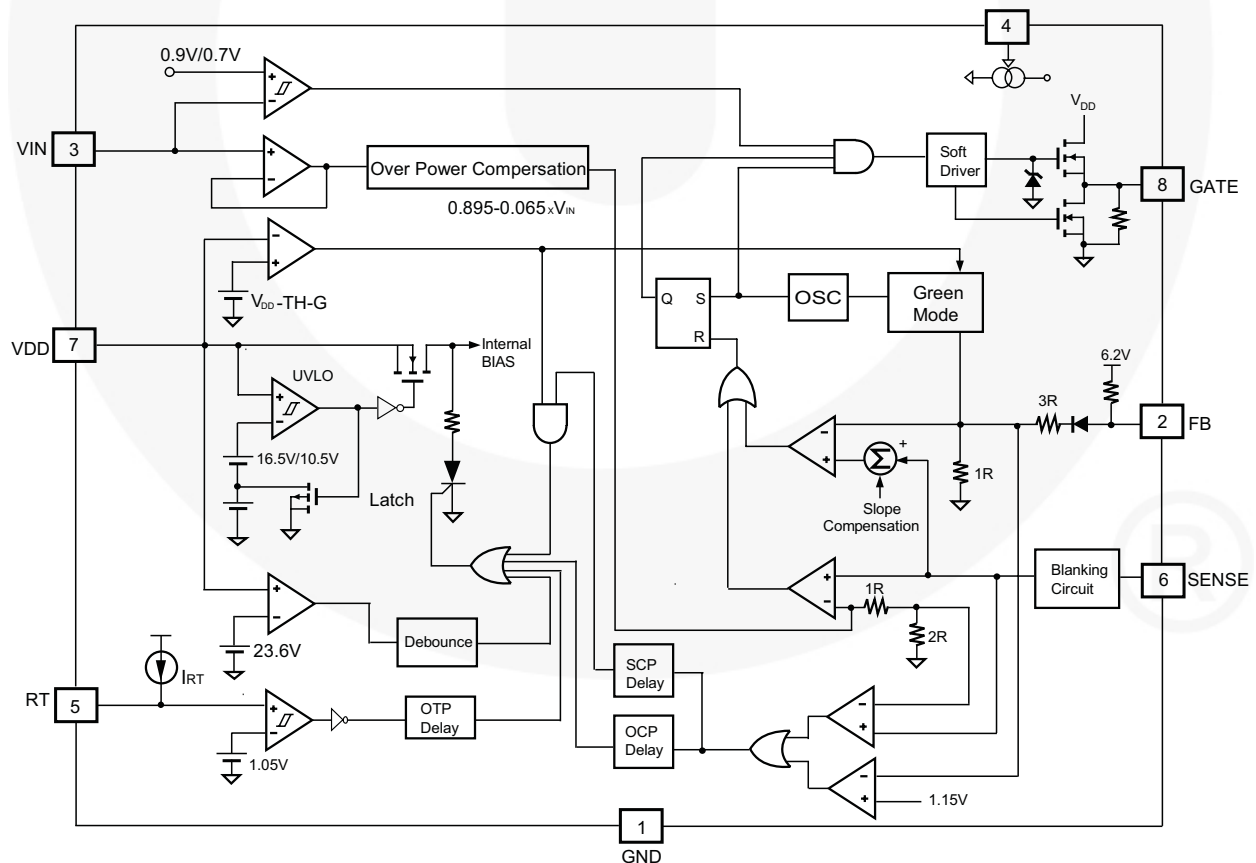 4
0.9V/0.7V
+
-
VDD
VIN
3
+
-
Over Power Compersation
Soft
Driver
8
GATE
0.895-0.065xVIN
-
+
VDD-TH-G
Q
S
R
OSC
Green
Mode
VDD
7
Internal
BIAS
6.2V
UVLO
+
-
3R
2
FB
16.5V/10.5V
-
+
Σ
+
1R
Latch
Slope
Compensation
+
-
Blanking
Circuit
6
SENSE
+
-
1R
2R
Debounce
23.6V
SCP
Delay
IRT
RT
5
+
-
OTP
Delay
OCP
Delay
-
+
1.05V
-
+
1.15V
1
GND
®